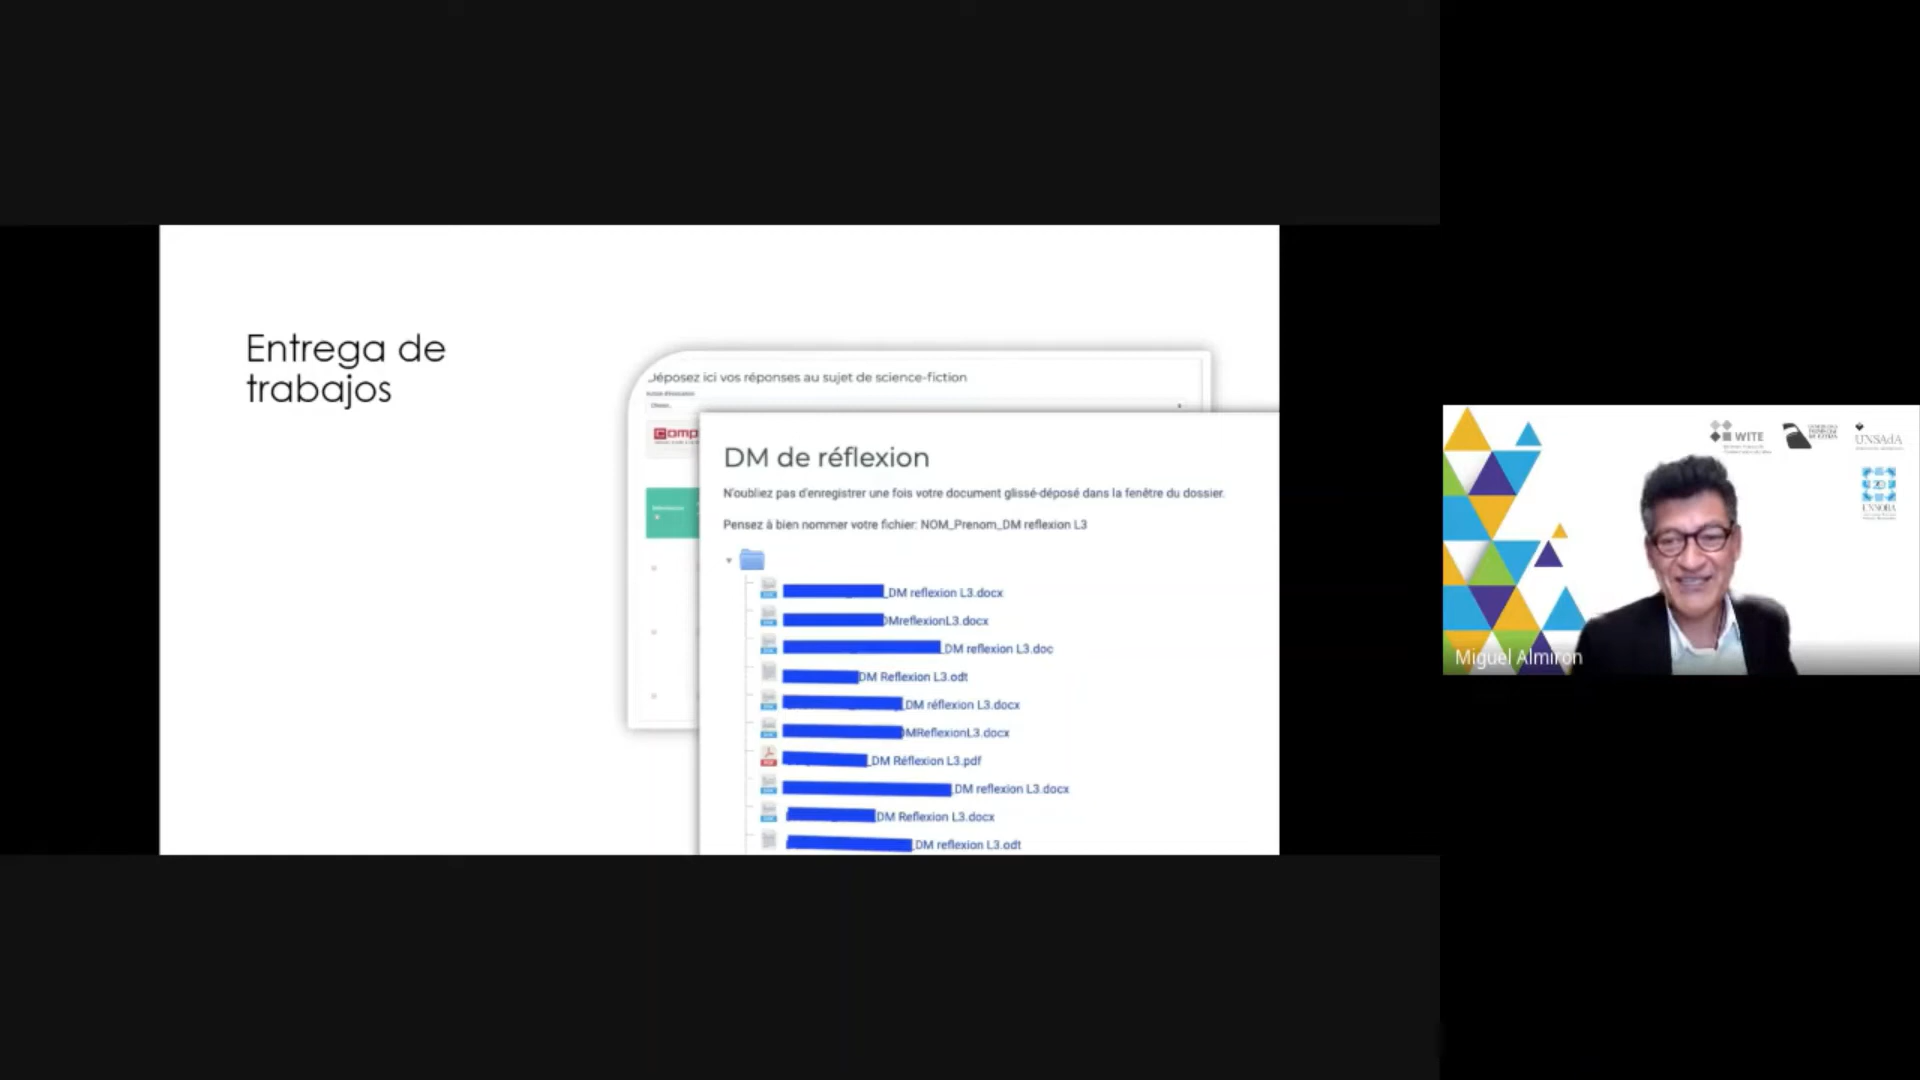 Entrega de
trabajos
Déposez ici vos réponses au sujet de science-fiction
Comp
DM de réflexion
N'oubliez pas d'enregistrer une fois votre document glissé-déposé dans la fenêtre du dossier.
Pensez à bien nommer votre fichier: NOM_Prenom_DM reflexion L3
_DM reflexion L3.docx
DMreflexionL3.docx
_DM reflexion L3.doc
DM Reflexion L3.odt
_DM réflexion L3.docx
DMReflexionL3.docx
_DM Réflexion L3.pdf
_DM reflexion L3.docx
DM Reflexion L3.docx
_DM reflexion L3.odt
WITE
UNSAdA
UNNOBA
Miguel Almiron